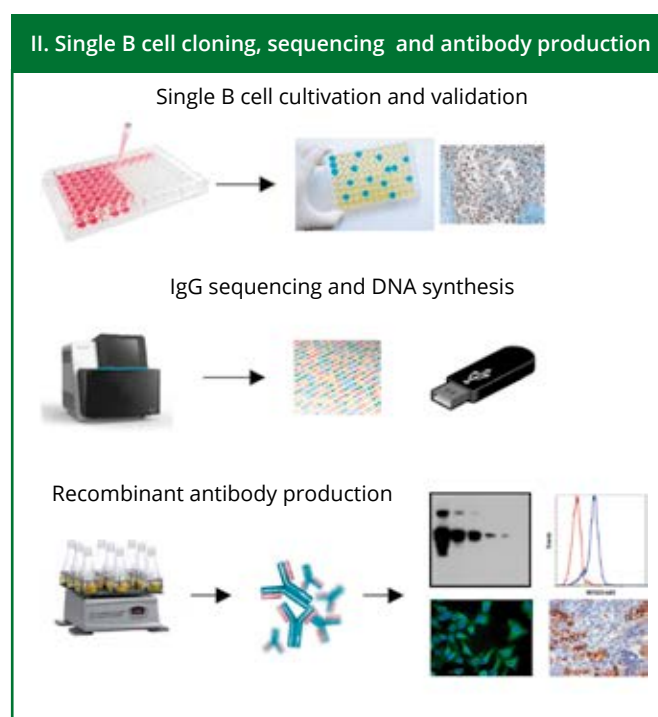 II. Single B cell cloning, sequencing  and antibody production
Single B cell cultivation and validation
IgG sequencing and DNA synthesis
Recombinant antibody production